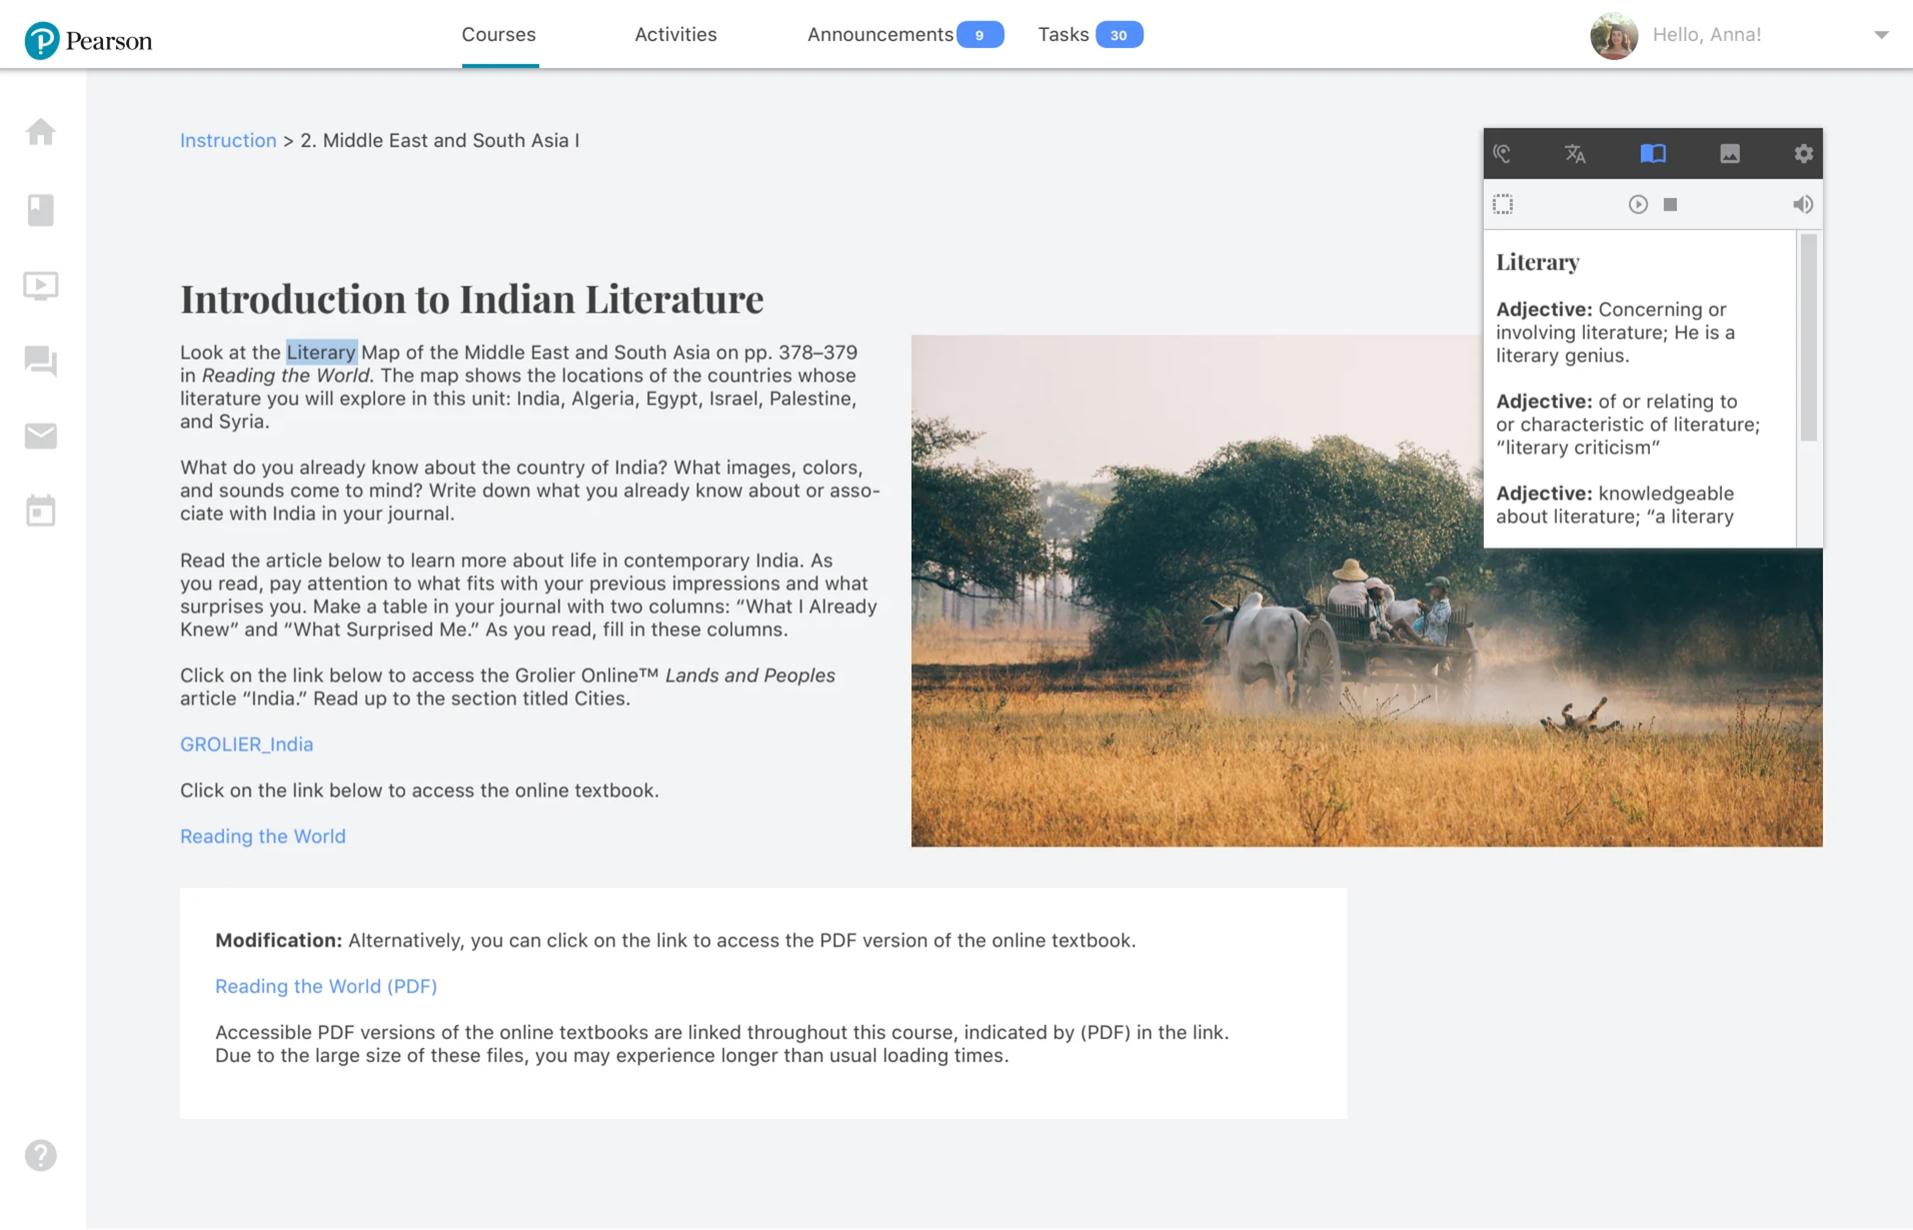 Pearson
Courses
Activities
Announcements 9
Tasks 30
Hello, Anna!
Instruction > 2. Middle East and South Asia I
Introduction to Indian Literature
Look at the Literary Map of the Middle East and South Asia on pp. 378–379
in Reading the World. The map shows the locations of the countries whose
literature you will explore in this unit: India, Algeria, Egypt, Israel, Palestine,
and Syria.
What do you already know about the country of India? What images, colors,
and sounds come to mind? Write down what you already know about or asso-
ciate with India in your journal.
Read the article below to learn more about life in contemporary India. As
you read, pay attention to what fits with your previous impressions and what
surprises you. Make a table in your journal with two columns: “What I Already
Knew” and “What Surprised Me.” As you read, fill in these columns.
Click on the link below to access the Grolier Online™ Lands and Peoples
article “India.” Read up to the section titled Cities.
GROLIER_India
Click on the link below to access the online textbook.
Reading the World
Literary
Adjective: Concerning or
involving literature; He is a
literary genius.
Adjective: of or relating to
or characteristic of literature;
“literary criticism”
Adjective: knowledgeable
about literature; “a literary
Modification: Alternatively, you can click on the link to access the PDF version of the online textbook.
Reading the World (PDF)
Accessible PDF versions of the online textbooks are linked throughout this course, indicated by (PDF) in the link.
Due to the large size of these files, you may experience longer than usual loading times.